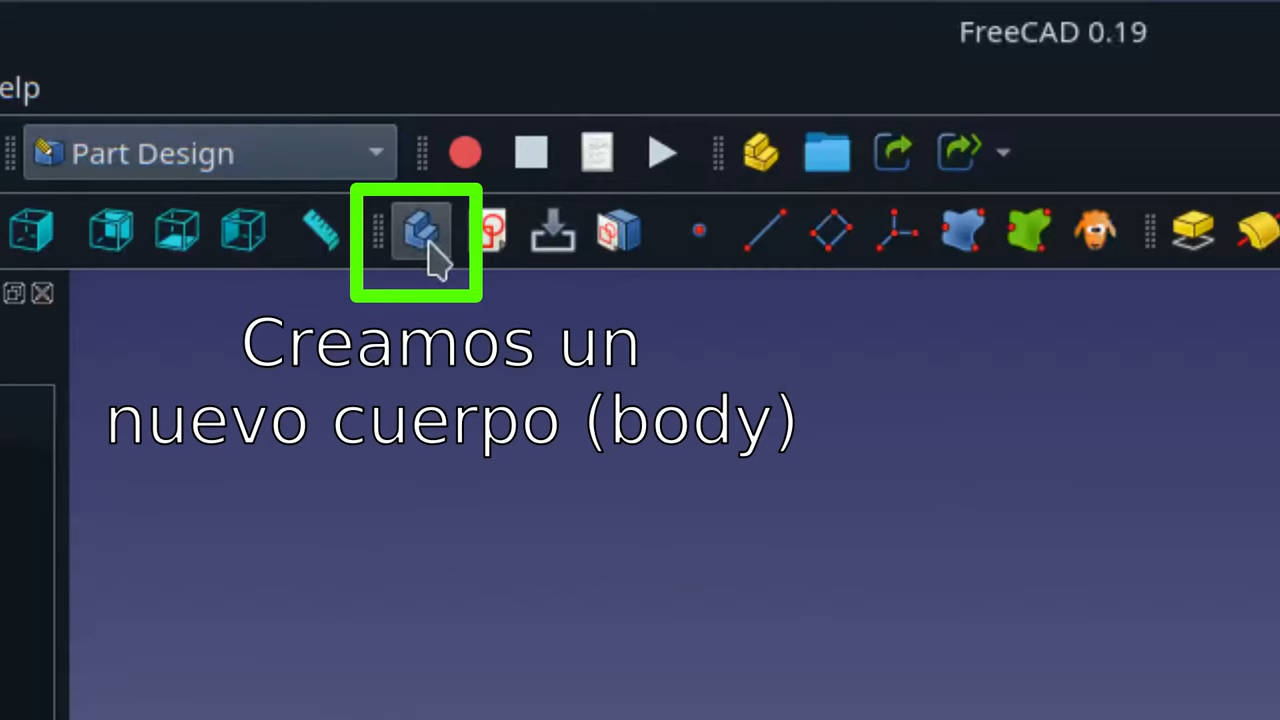 FreeCAD 0.19
elp
Part Design
Creamos un
nuevo cuerpo (body)